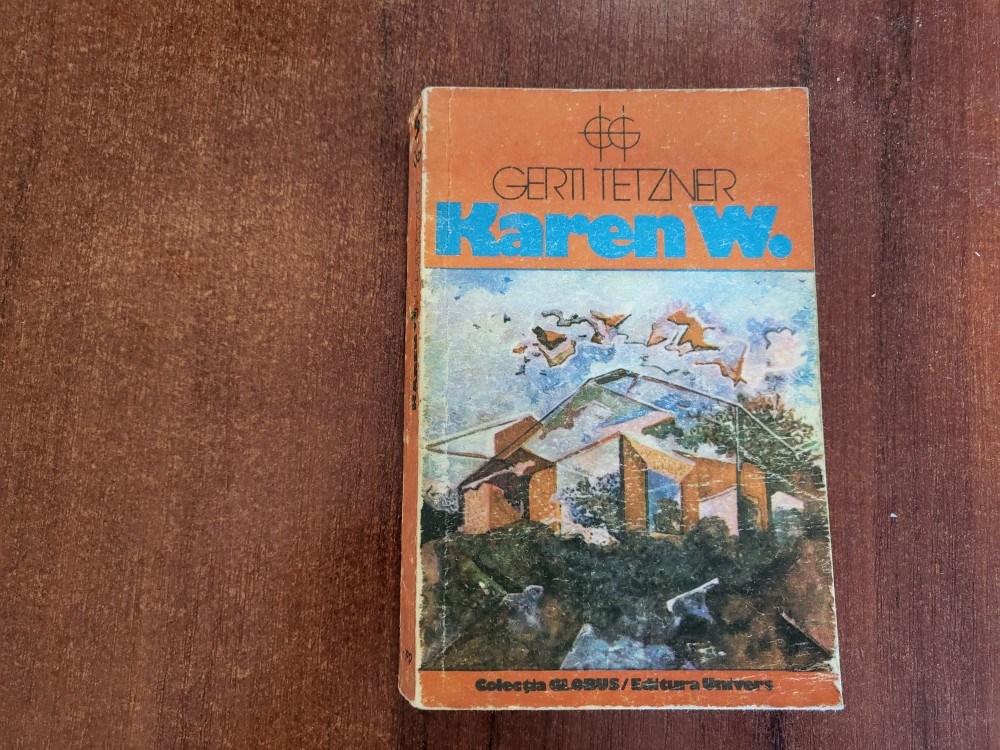 GERTI TETZNER
Karen W.
Colecția GLOBUS/Editura Univers